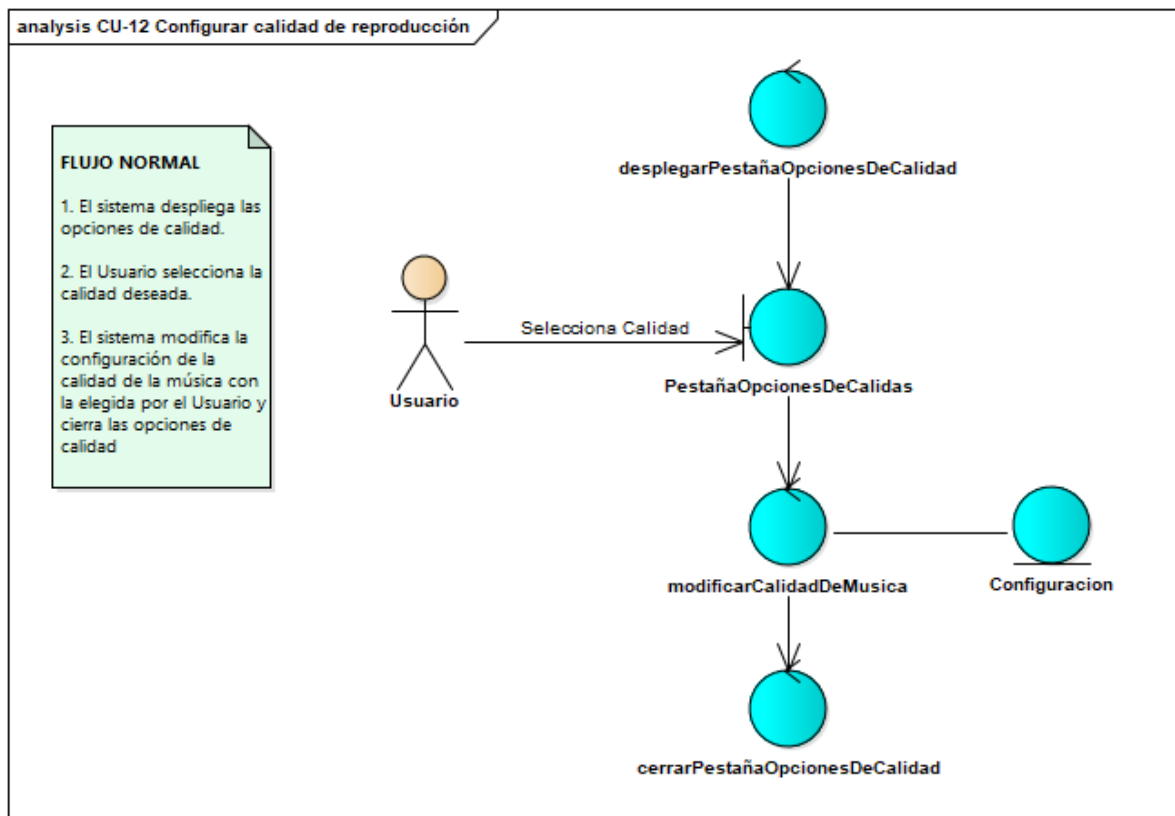 analysis CU-12 Configurar calidad de reproducción
FLUJO NORMAL
1. El sistema despliega las
opciones de calidad.
2. El Usuario selecciona la
calidad deseada.
3. El sistema modifica la
configuración de la
calidad de la música con
la elegida por el Usuario y
cierra las opciones de
calidad
desplegarPestañaOpcionesDeCalidad
Selecciona Calidad
Usuario
PestañaOpcionesDeCalidas
modificarCalidadDeMusica
Configuracion
cerrarPestañaOpcionesDeCalidad